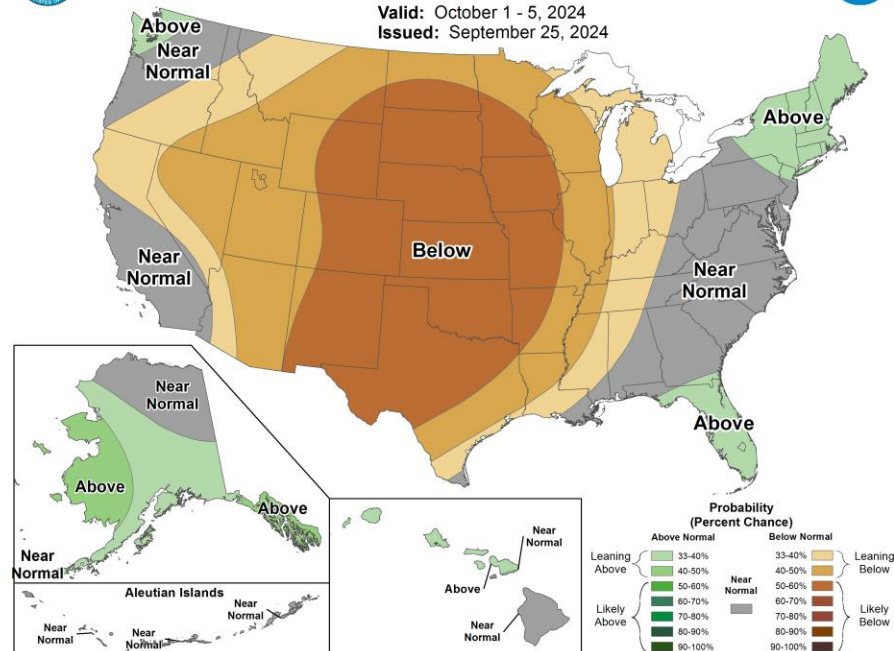 Valid: October 1 - 5, 2024
Issued: September 25, 2024
Above
Near
Normal
Above
Below
Near
Normal
Near
Normal
Above
Near
Normal
Above
Above
Near
Normal
Aleutian Islands
Near
Normal
Near
Normal
Near
Normal
Near
Normal
Above
Near
Normal
Probability
(Percent Chance)
Above Normal
Below Normal
Leaning
Above
33-40%
40-50%
Likely
Above
50-60%
60-70%
70-80%
80-90%
90-100%
Near
Normal
33-40%
40-50%
Leaning
Below
50-60%
60-70%
70-80%
80-90%
90-100%
Likely
Below